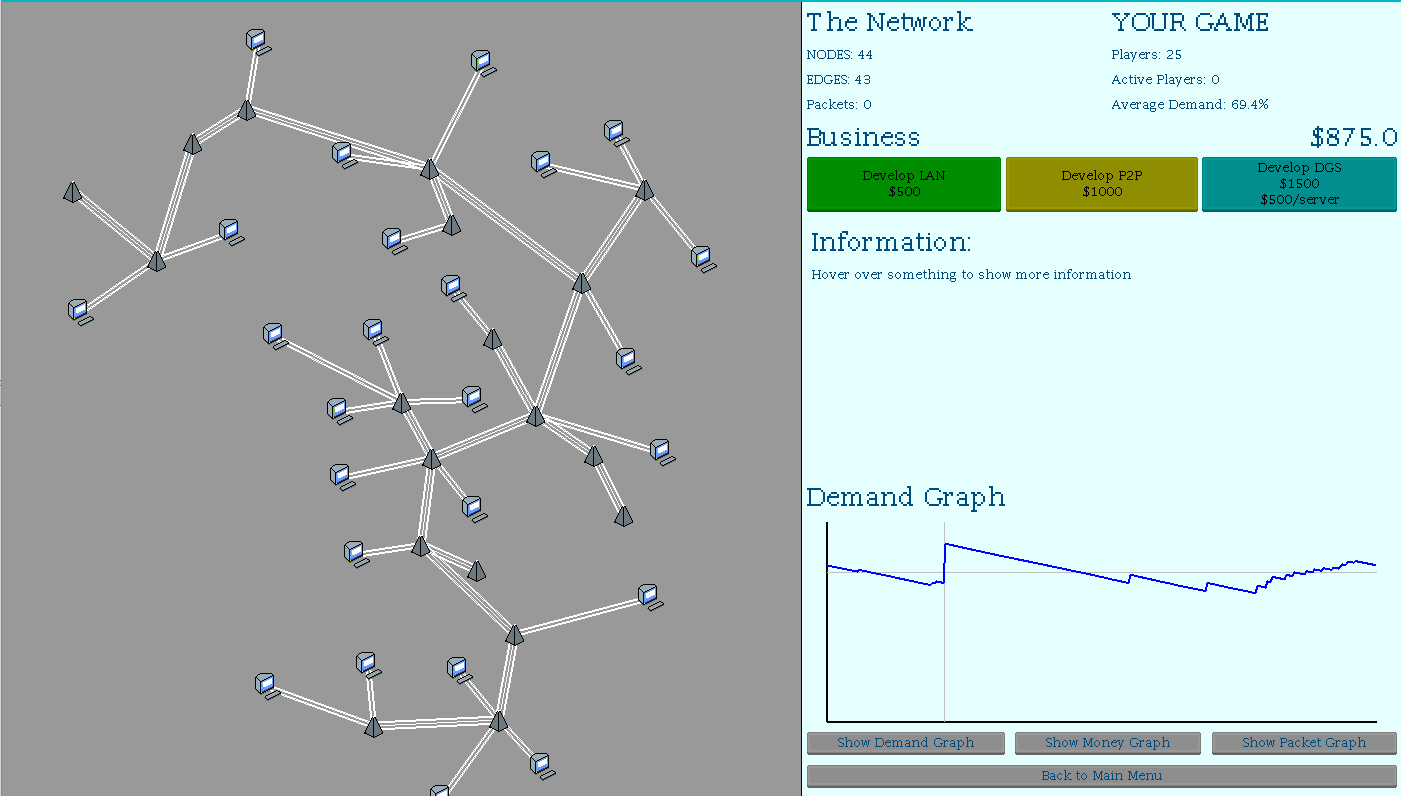 The Network
YOUR GAME
NODES: 44
Players: 25
EDGES: 43
Active Players: 0
Packets: 0
Average Demand: 69.4%
Business
$875.0
Develop LAN
$500
Develop P2P
$1000
Develop DGS
$1500
$500/server
Information:
Hover over something to show more information
Demand Graph
Show Demand Graph
Show Money Graph
Show Packet Graph
Back to Main Menu